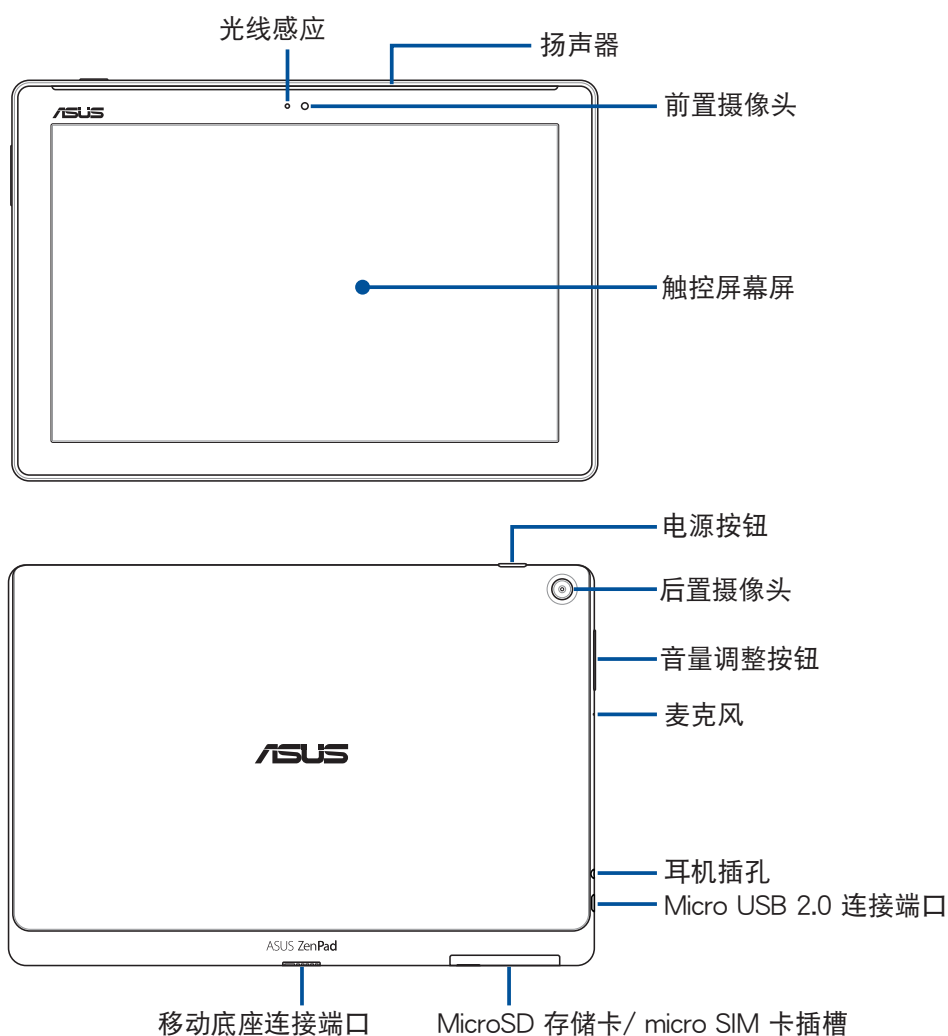 光线感应
扬声器
ASUS
前置摄像头
触控屏幕屏
电源按钮
后置摄像头
音量调整按钮
麦克风
ASUS
耳机插孔
Micro USB 2.0 连接端口
ASUS ZenPad
移动底座连接端口
MicroSD 存储卡/ micro SIM 卡插槽